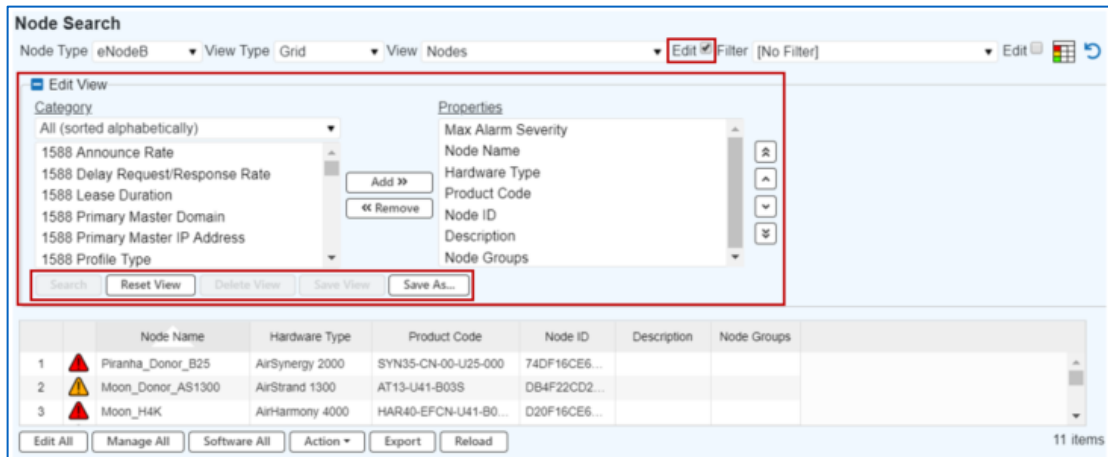 Node Search
Node Type eNodeB View Type Grid View Nodes Edit Filter [No Filter] Edit
Edit View
Category Properties
All (sorted alphabetically) Max Alarm Severity
1588 Announce Rate Node Name
1588 Delay Request/Response Rate Hardware Type
Add »
1588 Lease Duration Product Code
« Remove
1588 Primary Master Domain Node ID
1588 Primary Master IP Address Description
1588 Profile Type Node Groups
Search Reset View Delete View Save View Save As...
Node Name Hardware Type Product Code Node ID Description Node Groups
1 Piranha_Donor_B25 AirSynergy 2000 SYN35-CN-00-U25-000 74DF16CE6...
2 Moon_Donor_AS1300 AirStrand 1300 AT13-U41-B03S DB4F22CD2...
3 Moon_H4K AirHarmony 4000 HAR40-EFCN-U41-B0... D20F16CE6...
Edit All Manage All Software All Action Export Reload 11 items